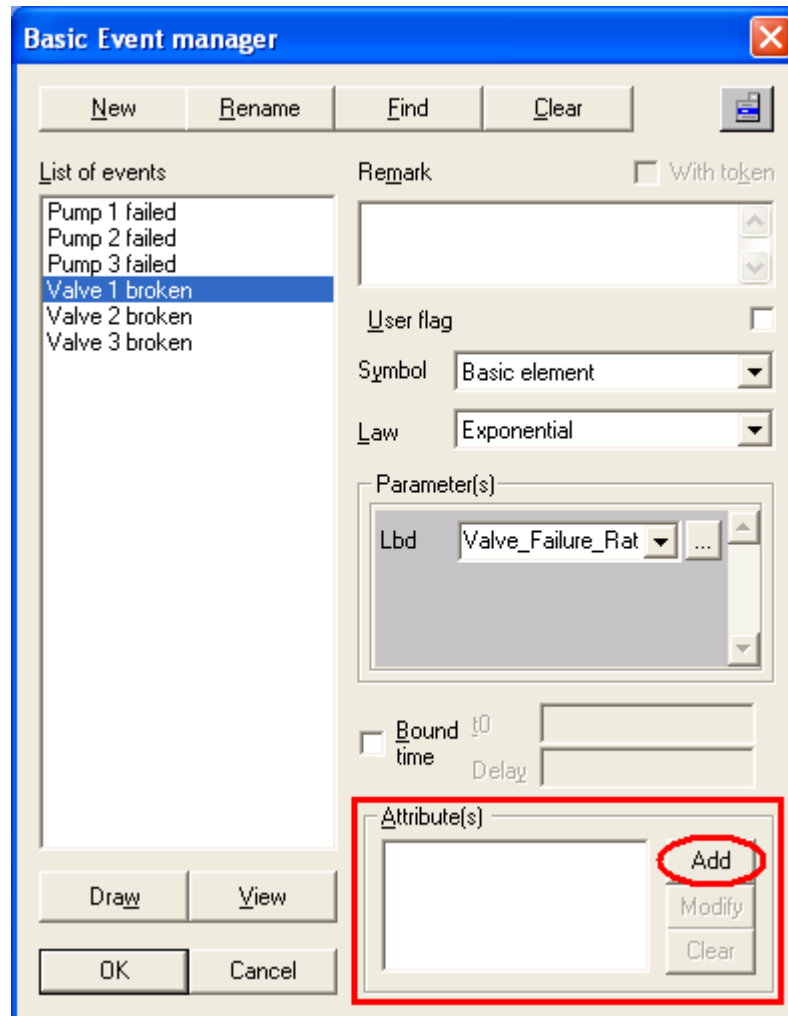 Basic Event manager
New Rename Find Clear
List of events
Pump 1 failed
Pump 2 failed
Pump 3 failed
Valve 1 broken
Valve 2 broken
Valve 3 broken
Draw View
OK Cancel
Remark With token
User flag
Symbol Basic element
Law Exponential
Parameter(s)
Lbd Valve_Failure_Rat ...
Bound time
t0
Delay
Attribute(s)
Add
Modify
Clear